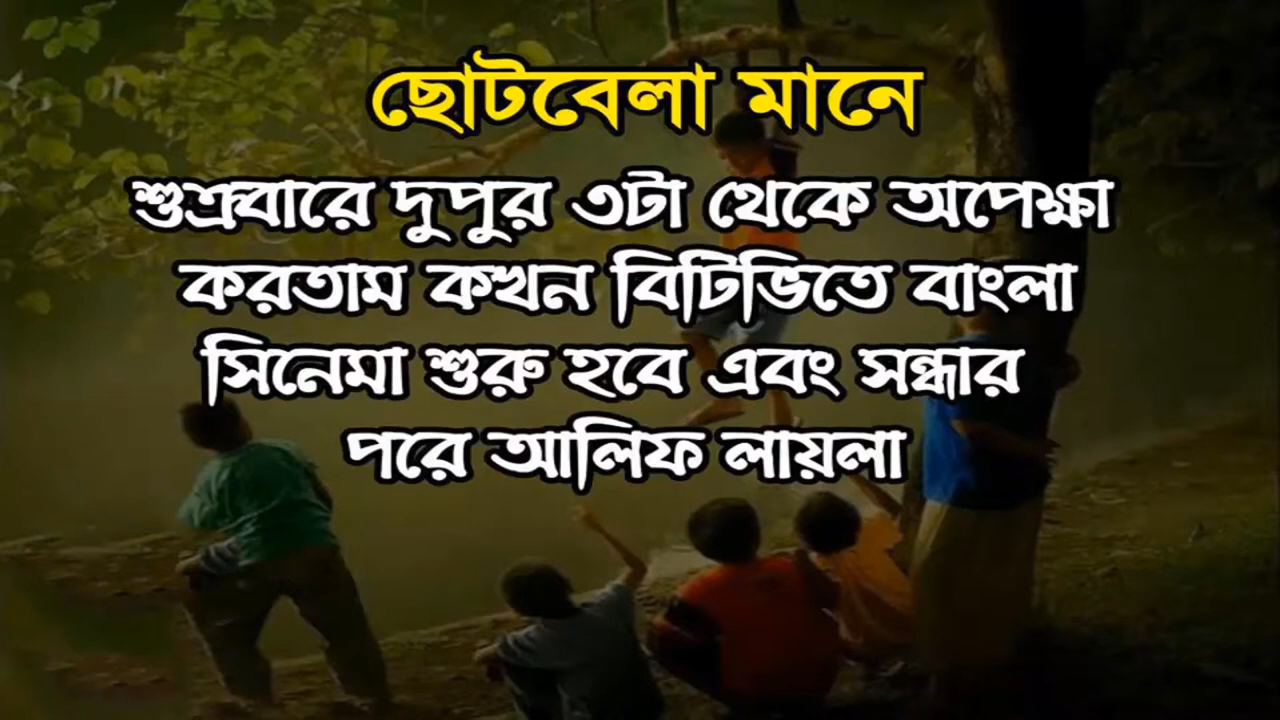 ছোটবেলা মানে
শুক্রবারে দুপুর ৩টা থেকে অপেক্ষা
করতাম কখন বিটিভিতে বাংলা
সিনেমা শুরু হবে এবং সন্ধার
পরে আলিফ লায়লা